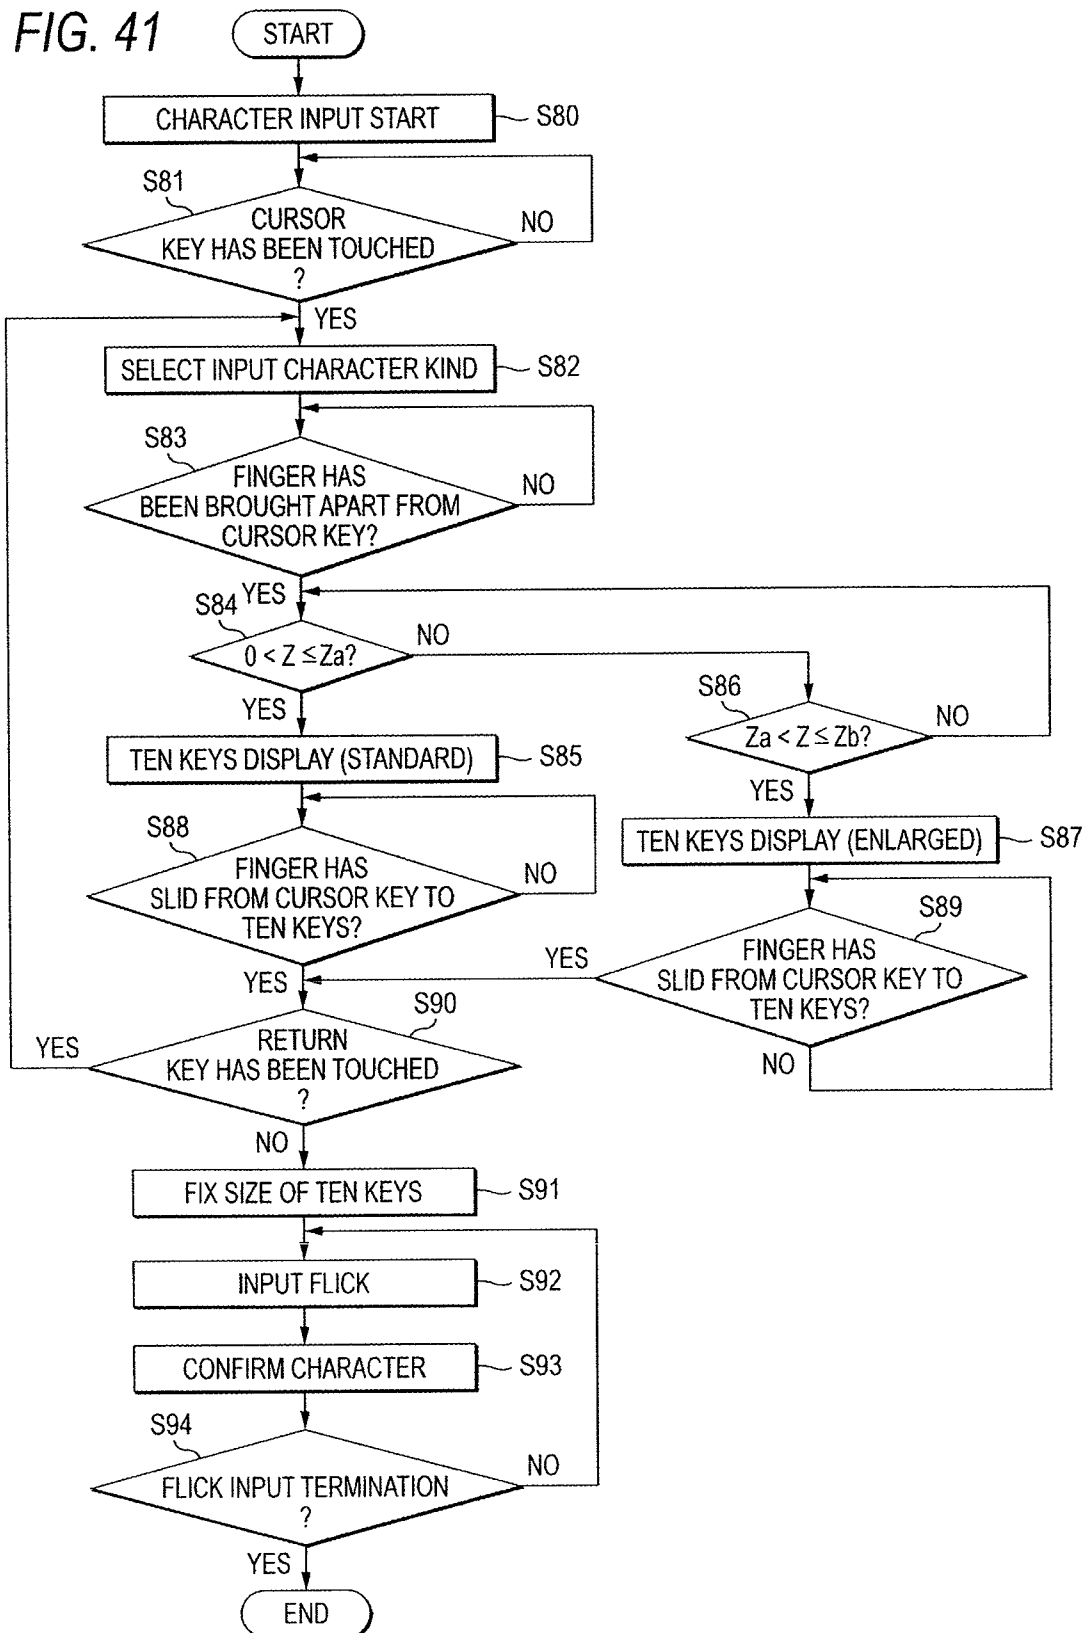 FIG. 41
START
CHARACTER INPUT START
S80
S81
CURSOR
KEY HAS BEEN TOUCHED
?
NO
YES
SELECT INPUT CHARACTER KIND
S82
S83
FINGER HAS
BEEN BROUGHT APART FROM
CURSOR KEY?
NO
YES
S84
0 < Z ≤ Za?
NO
YES
S86
Za < Z ≤ Zb?
NO
YES
TEN KEYS DISPLAY (STANDARD)
S85
TEN KEYS DISPLAY (ENLARGED)
S87
S88
FINGER HAS
SLID FROM CURSOR KEY TO
TEN KEYS?
NO
YES
S89
FINGER HAS
SLID FROM CURSOR KEY TO
TEN KEYS?
YES
NO
S90
RETURN
KEY HAS BEEN TOUCHED
?
YES
NO
FIX SIZE OF TEN KEYS
S91
INPUT FLICK
S92
CONFIRM CHARACTER
S93
S94
FLICK INPUT TERMINATION
?
NO
YES
END